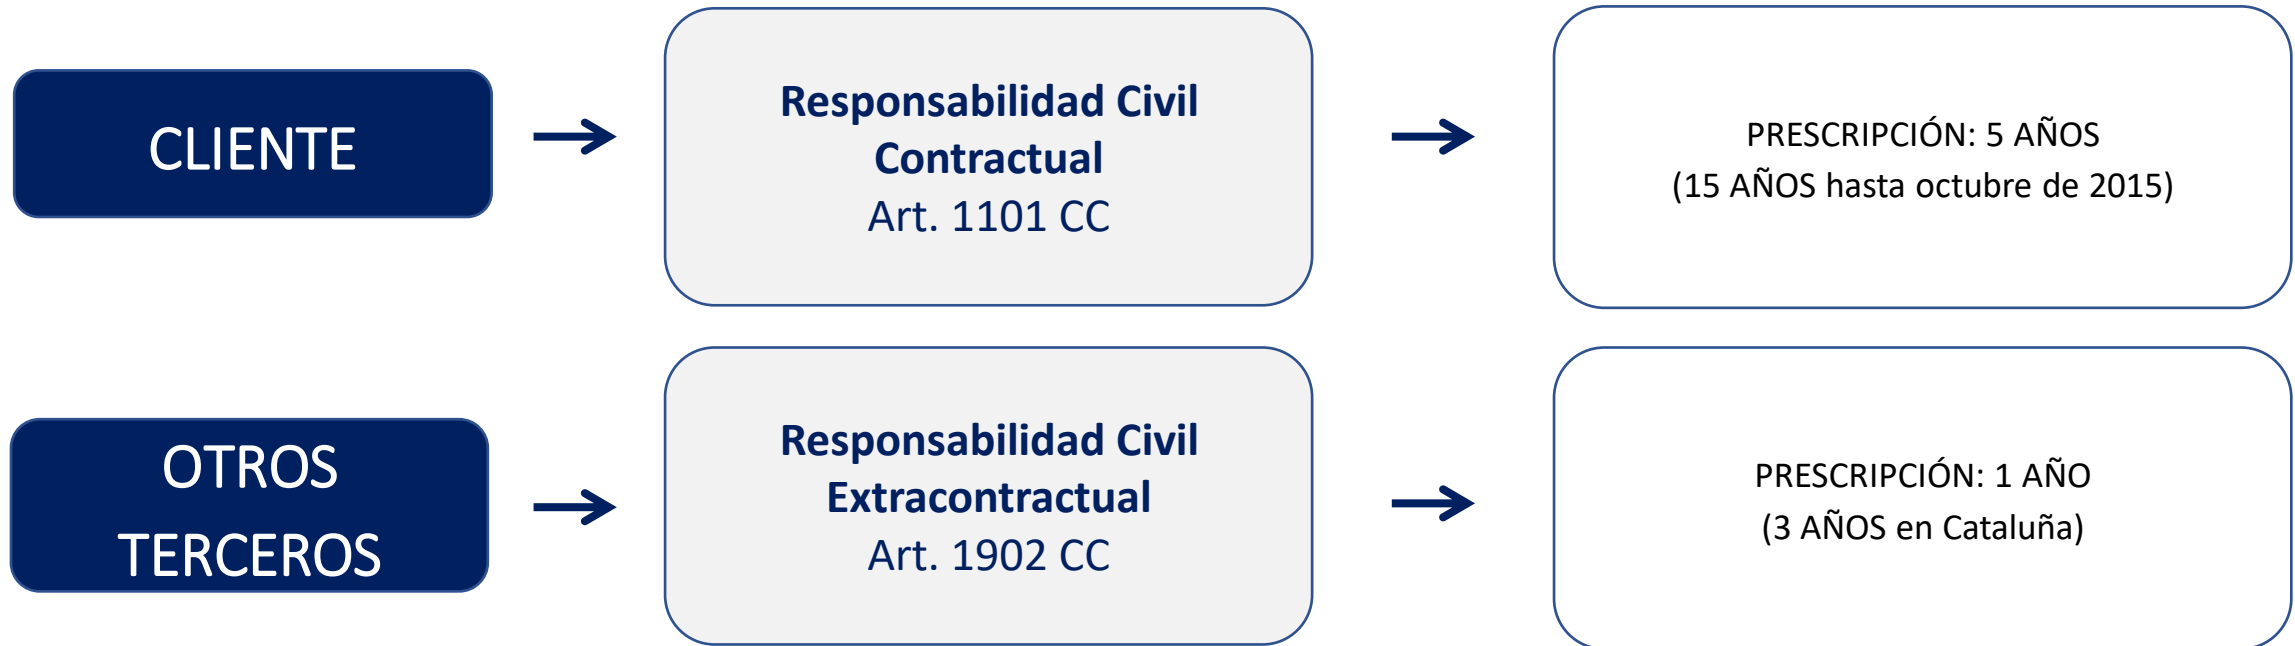 CLIENTE
Responsabilidad Civil
Contractual
Art. 1101 CC
PRESCRIPCIÓN: 5 AÑOS
(15 AÑOS hasta octubre de 2015)
OTROS
TERCEROS
Responsabilidad Civil
Extracontractual
Art. 1902 CC
PRESCRIPCIÓN: 1 AÑO
(3 AÑOS en Cataluña)